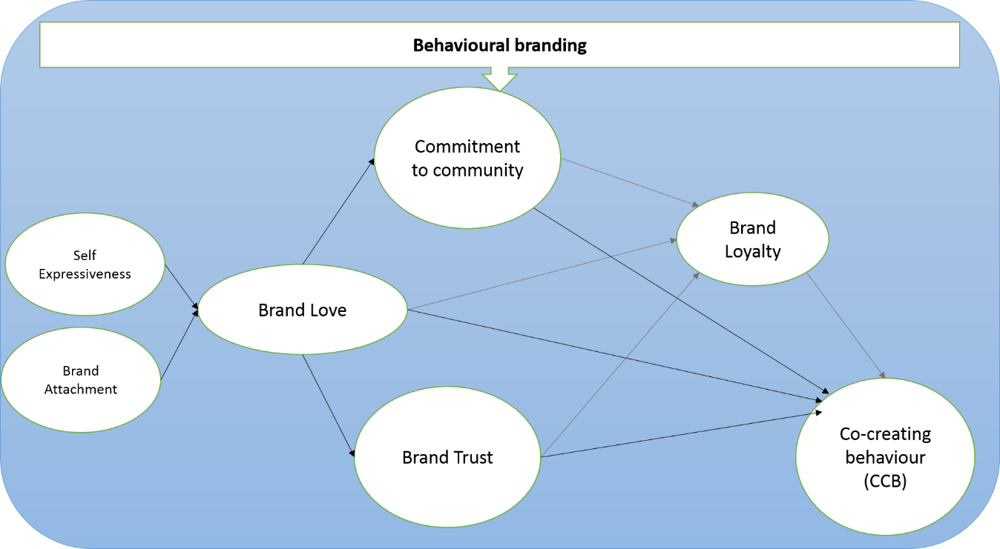 Behavioural branding
Commitment
to community
Brand
Loyalty
Self
Expressiveness
Brand Love
Brand
Attachment
Brand Trust
Co-creating
behaviour
(CCB)